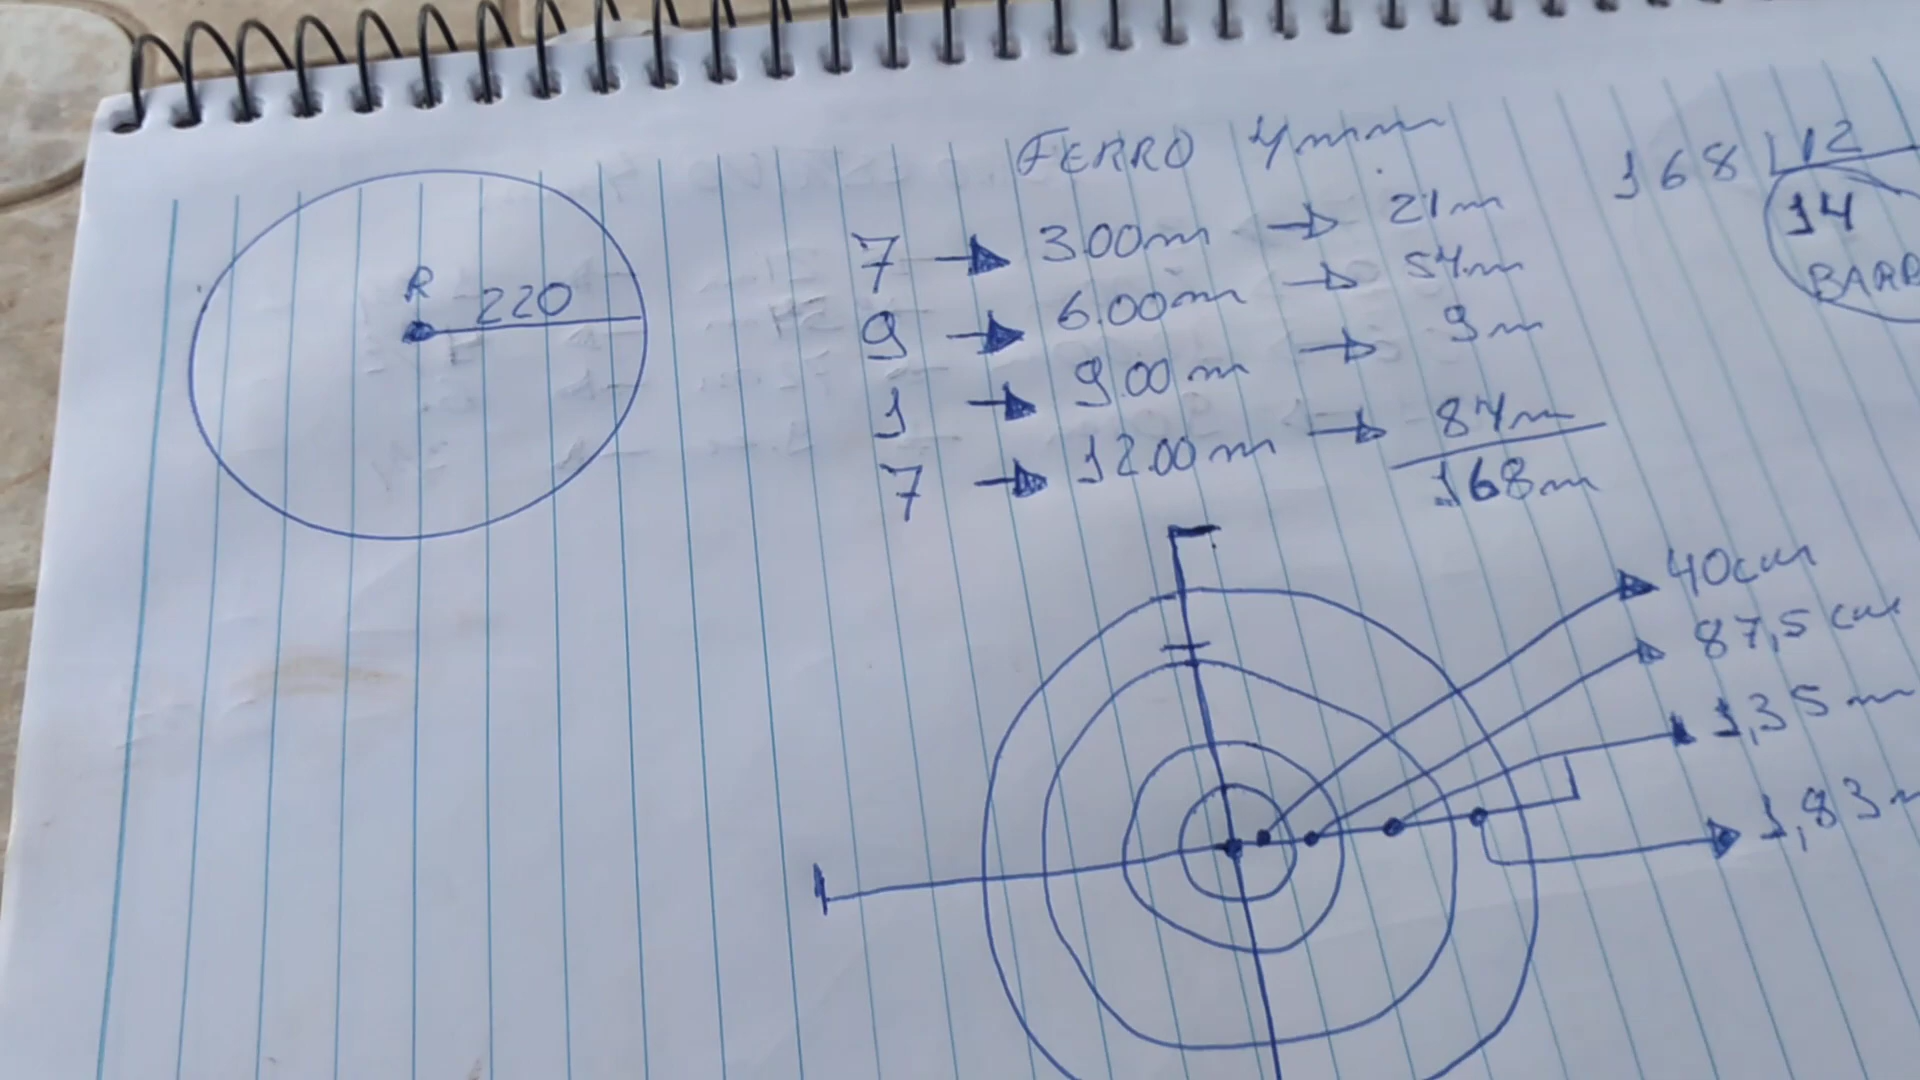 FERRO 4mm
168 12
14
R
220
7 → 3.00m → 21m
9 → 6.00m → 54m
1 → 9.00m → 9m
7 → 12.00m → 84m
168m
40cm
87,5 cm
1,35 m
1,83